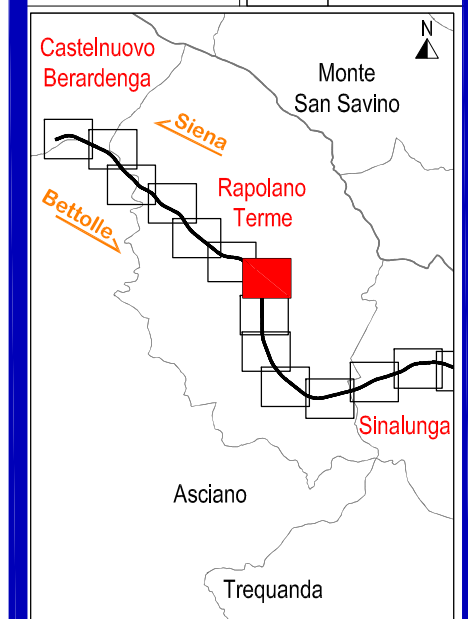 N
Castelnuovo
Berardenga
Monte
San Savino
Siena
Rapolano
Terme
Bettolle
Sinalunga
Asciano
Trequanda